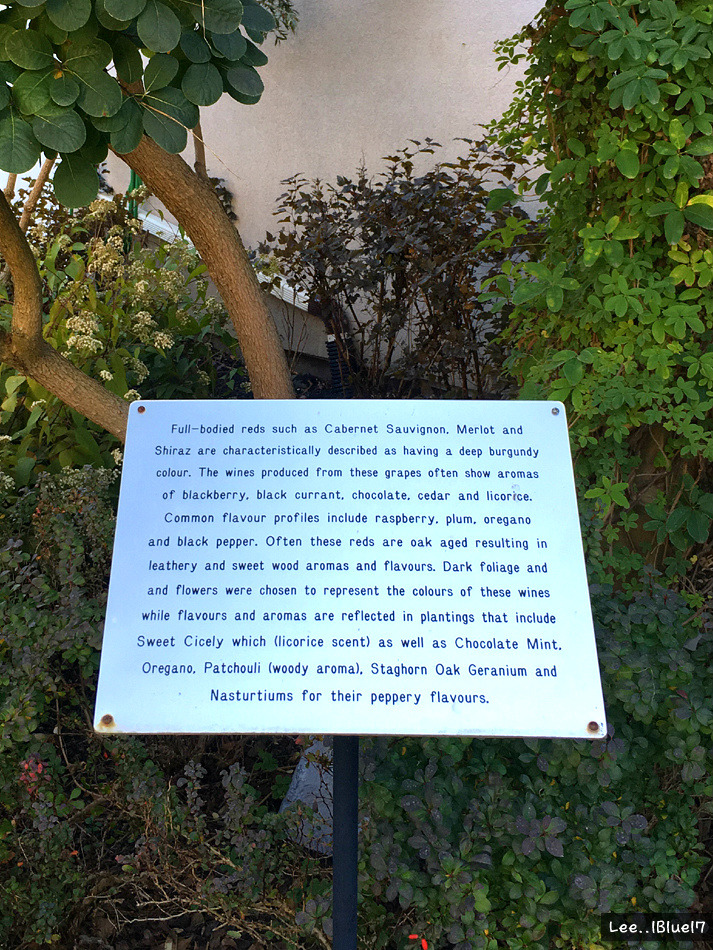 Full-bodied reds such as Cabernet Sauvignon, Merlot and
Shiraz are characteristically described as having a deep burgundy
colour. The wines produced from these grapes often show aromas
of blackberry, black currant, chocolate, cedar and licorice.
Common flavour profiles include raspberry, plum, oregano
and black pepper. Often these reds are oak aged resulting in
leathery and sweet wood aromas and flavours. Dark foliage and
and flowers were chosen to represent the colours of these wines
while flavours and aromas are reflected in plantings that include
Sweet Cicely which (licorice scent) as well as Chocolate Mint,
Oregano, Patchouli (woody aroma), Staghorn Oak Geranium and
Nasturtiums for their peppery flavours.
Lee..|Blue|7